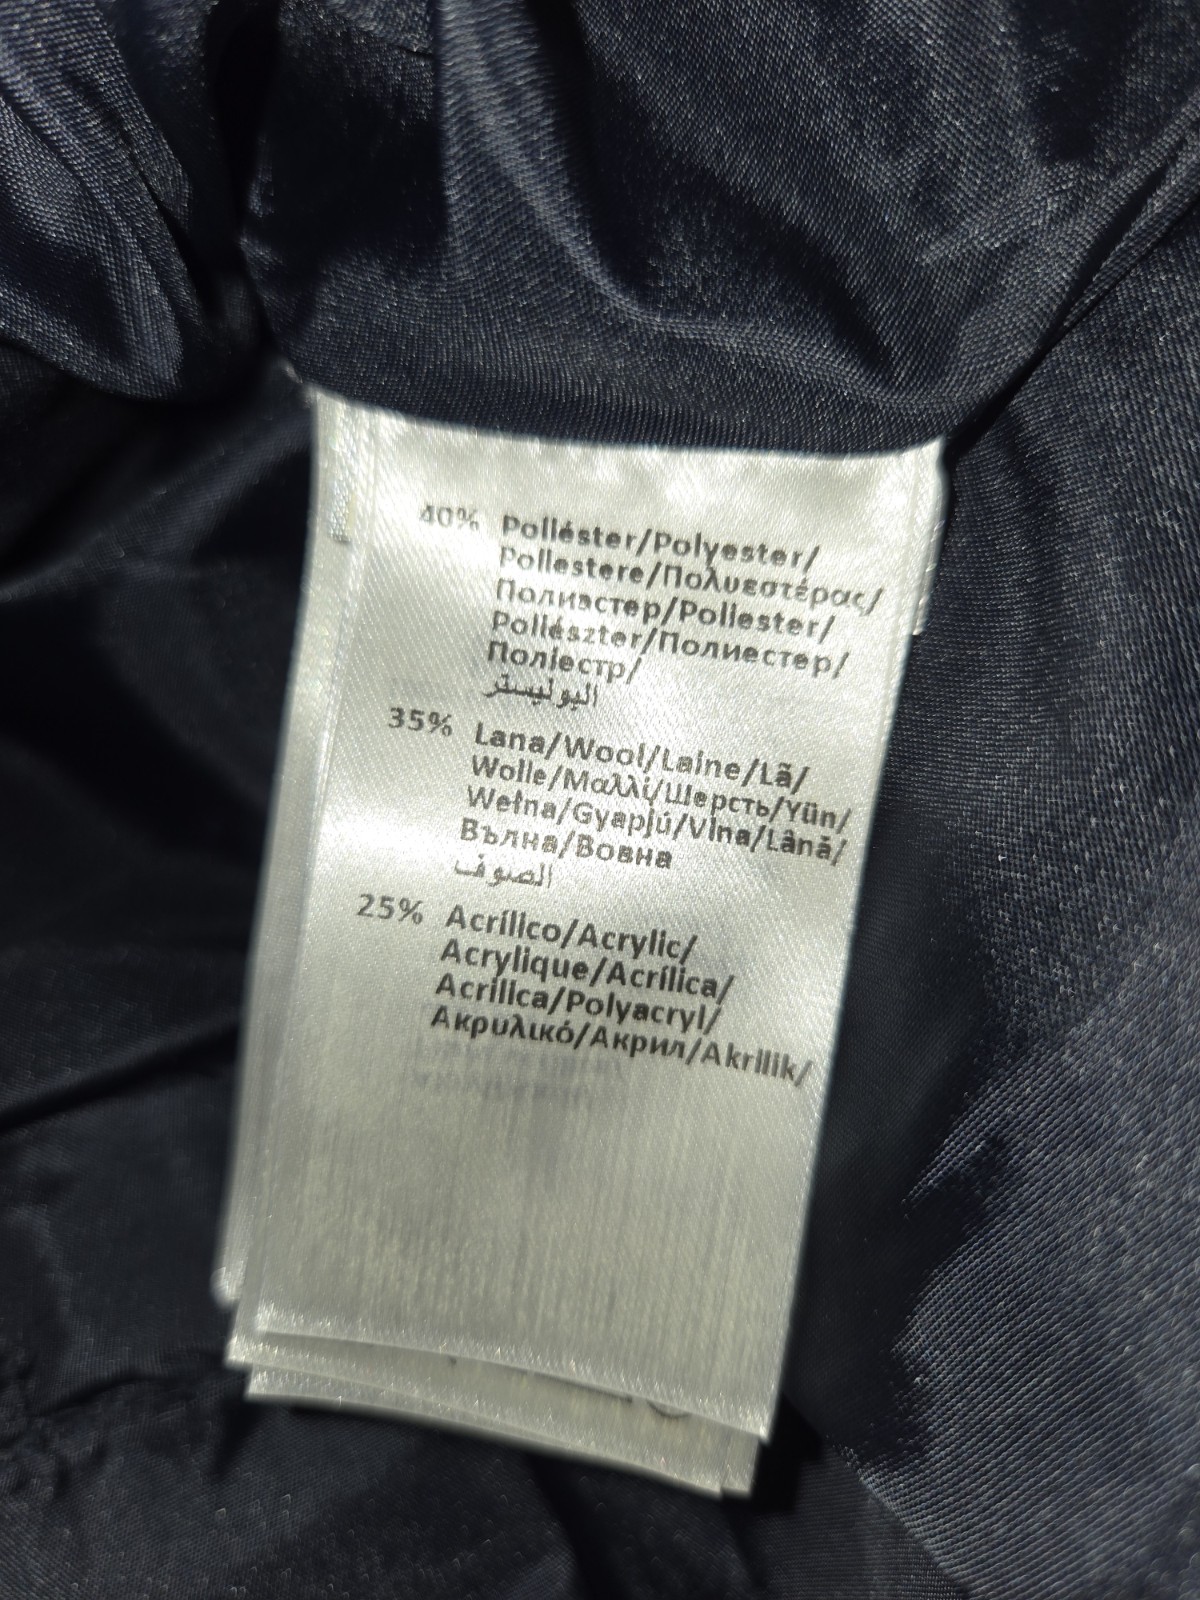 40% Poliéster/Polyester/
Poliestere/Πολυεστέρας/
Полиэстер/Poliester/
Poliészter/Полиестер/
Поліестр/
البوليستر
35% Lana/Wool/Laine/Lã/
Wolle/Μαλλί/Шерсть/Yün/
Wełna/Gyapjú/Vlna/Lână/
Вълна/Вовна
الصوف
25% Acrílico/Acrylic/
Acrylique/Acrílica/
Acrilica/Polyacryl/
Ακρυλικό/Акрил/Akrilik/